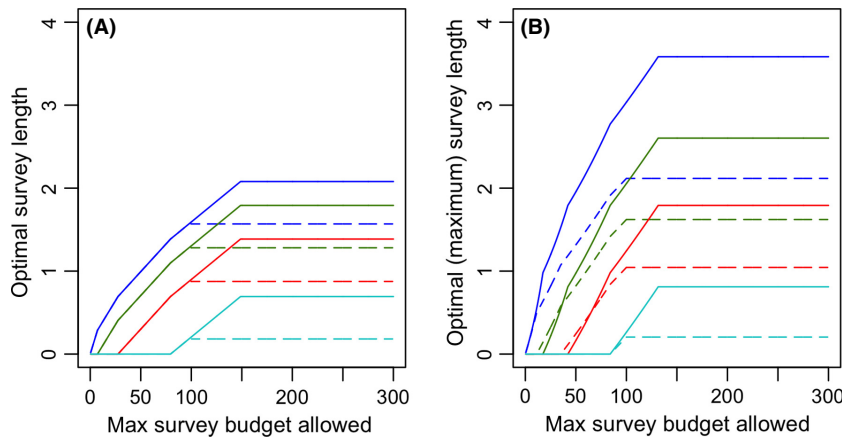 (A)
Optimal survey length
4
3
2
1
0
0 50 100 200 300
Max survey budget allowed
(B)
Optimal (maximum) survey length
4
3
2
1
0
0 50 100 200 300
Max survey budget allowed